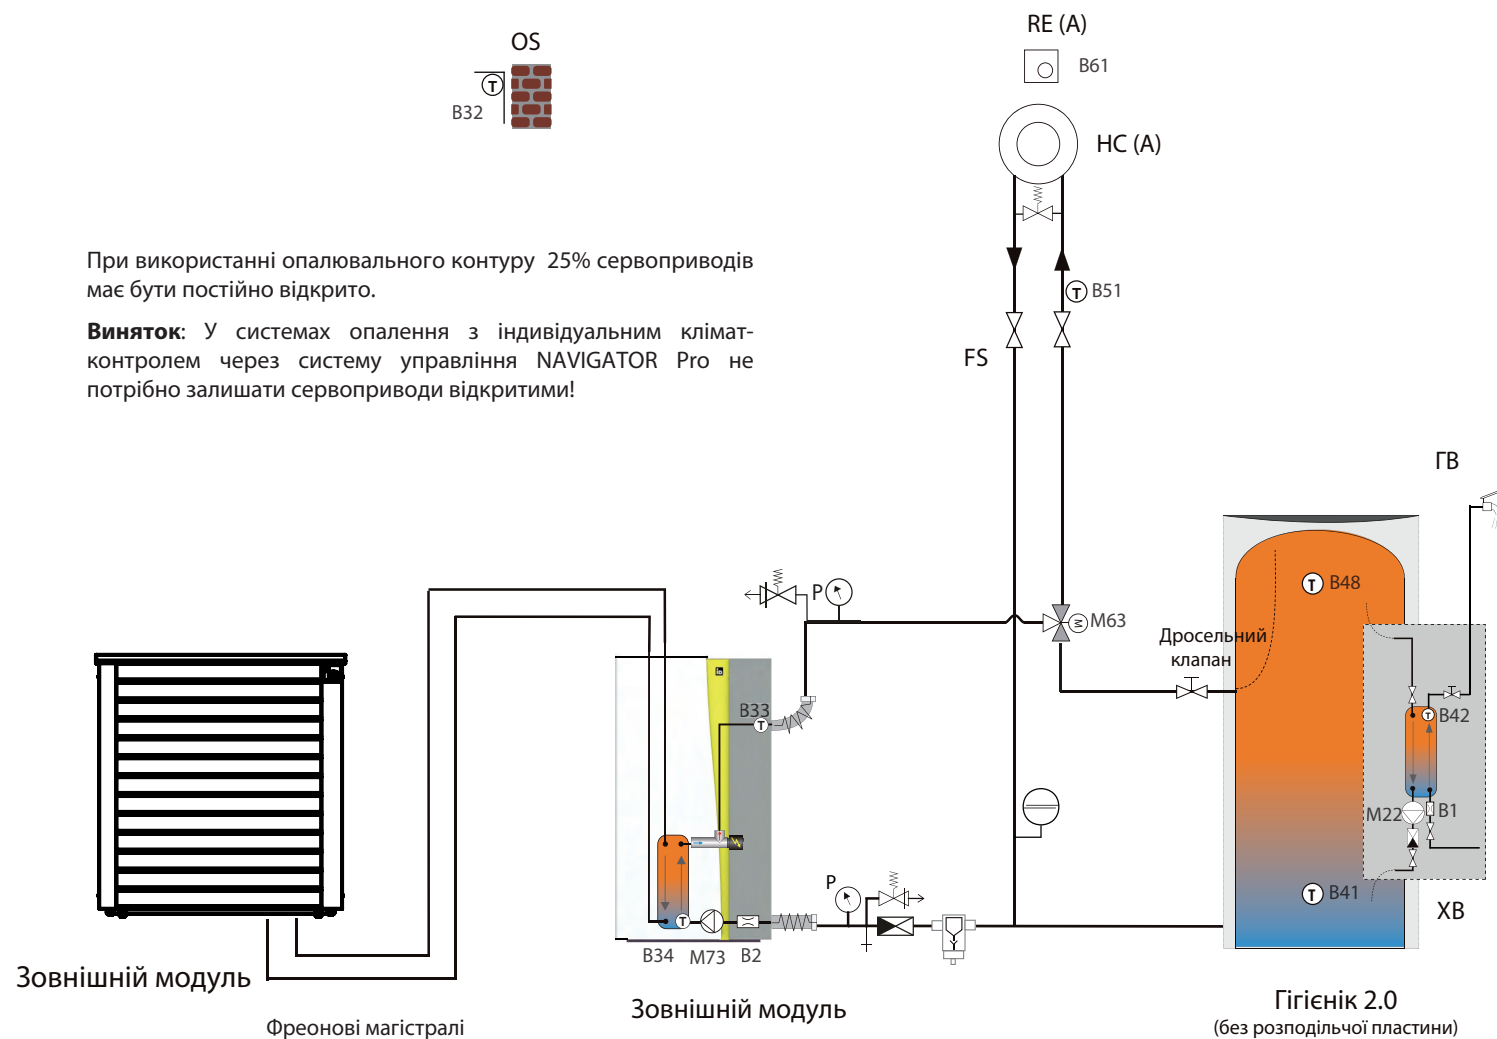 RE (A)
OS
B61
B32
HC (A)
При використанні опалювального контуру 25% сервоприводів
має бути постійно відкрито.
Виняток: У системах опалення з індивідуальним клімат-
контролем через систему управління NAVIGATOR Pro не
потрібно залишати сервоприводи відкритими!
T
T
B51
FS
ГВ
P
M63
M
T
B48
Дросельний
клапан
B33
T
T
B42
M22
B1
P
T
B41
ХВ
T
B34
M73
B2
Зовнішній модуль
Зовнішній модуль
Гігієнік 2.0
(без розподільчої пластини)
Фреонові магістралі